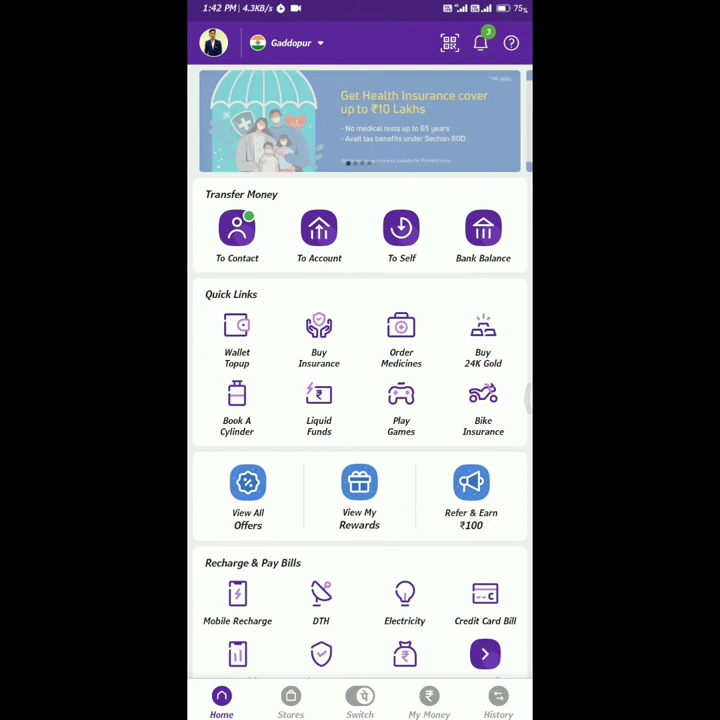 1:42 PM | 4.3KB/s
75%
Gaddopur
3
Get Health Insurance cover
up to ₹10 Lakhs
- No medical tests up to 65 years
- Avail tax benefits under Section 80D
Transfer Money
To Contact
To Account
To Self
Bank Balance
Quick Links
Wallet
Topup
Buy
Insurance
Order
Medicines
Buy
24K Gold
Book A
Cylinder
Liquid
Funds
Play
Games
Bike
Insurance
View All
Offers
View My
Rewards
Refer & Earn
₹100
Recharge & Pay Bills
Mobile Recharge
DTH
Electricity
Credit Card Bill
Home
Stores
Switch
My Money
History